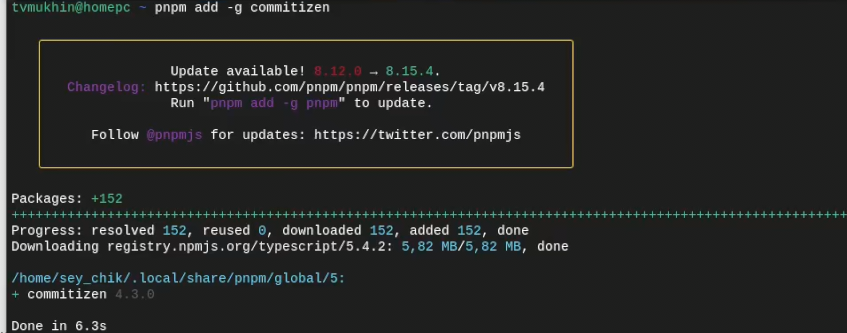 tvmukhin@homepc ~ pnpm add -g commitizen
Update available! 8.12.0 → 8.15.4.
Changelog: https://github.com/pnpm/pnpm/releases/tag/v8.15.4
Run "pnpm add -g pnpm" to update.
Follow @pnpmjs for updates: https://twitter.com/pnpmjs
Packages: +152
++++++++++++++++++++++++++++++++++++++++++++++++++++++++++++++++++++++++++++++++++++++++++++++++++++++++++
Progress: resolved 152, reused 0, downloaded 152, added 152, done
Downloading registry.npmjs.org/typescript/5.4.2: 5,82 MB/5,82 MB, done
/home/sey_chik/.local/share/pnpm/global/5:
+ commitizen 4.3.0
Done in 6.3s